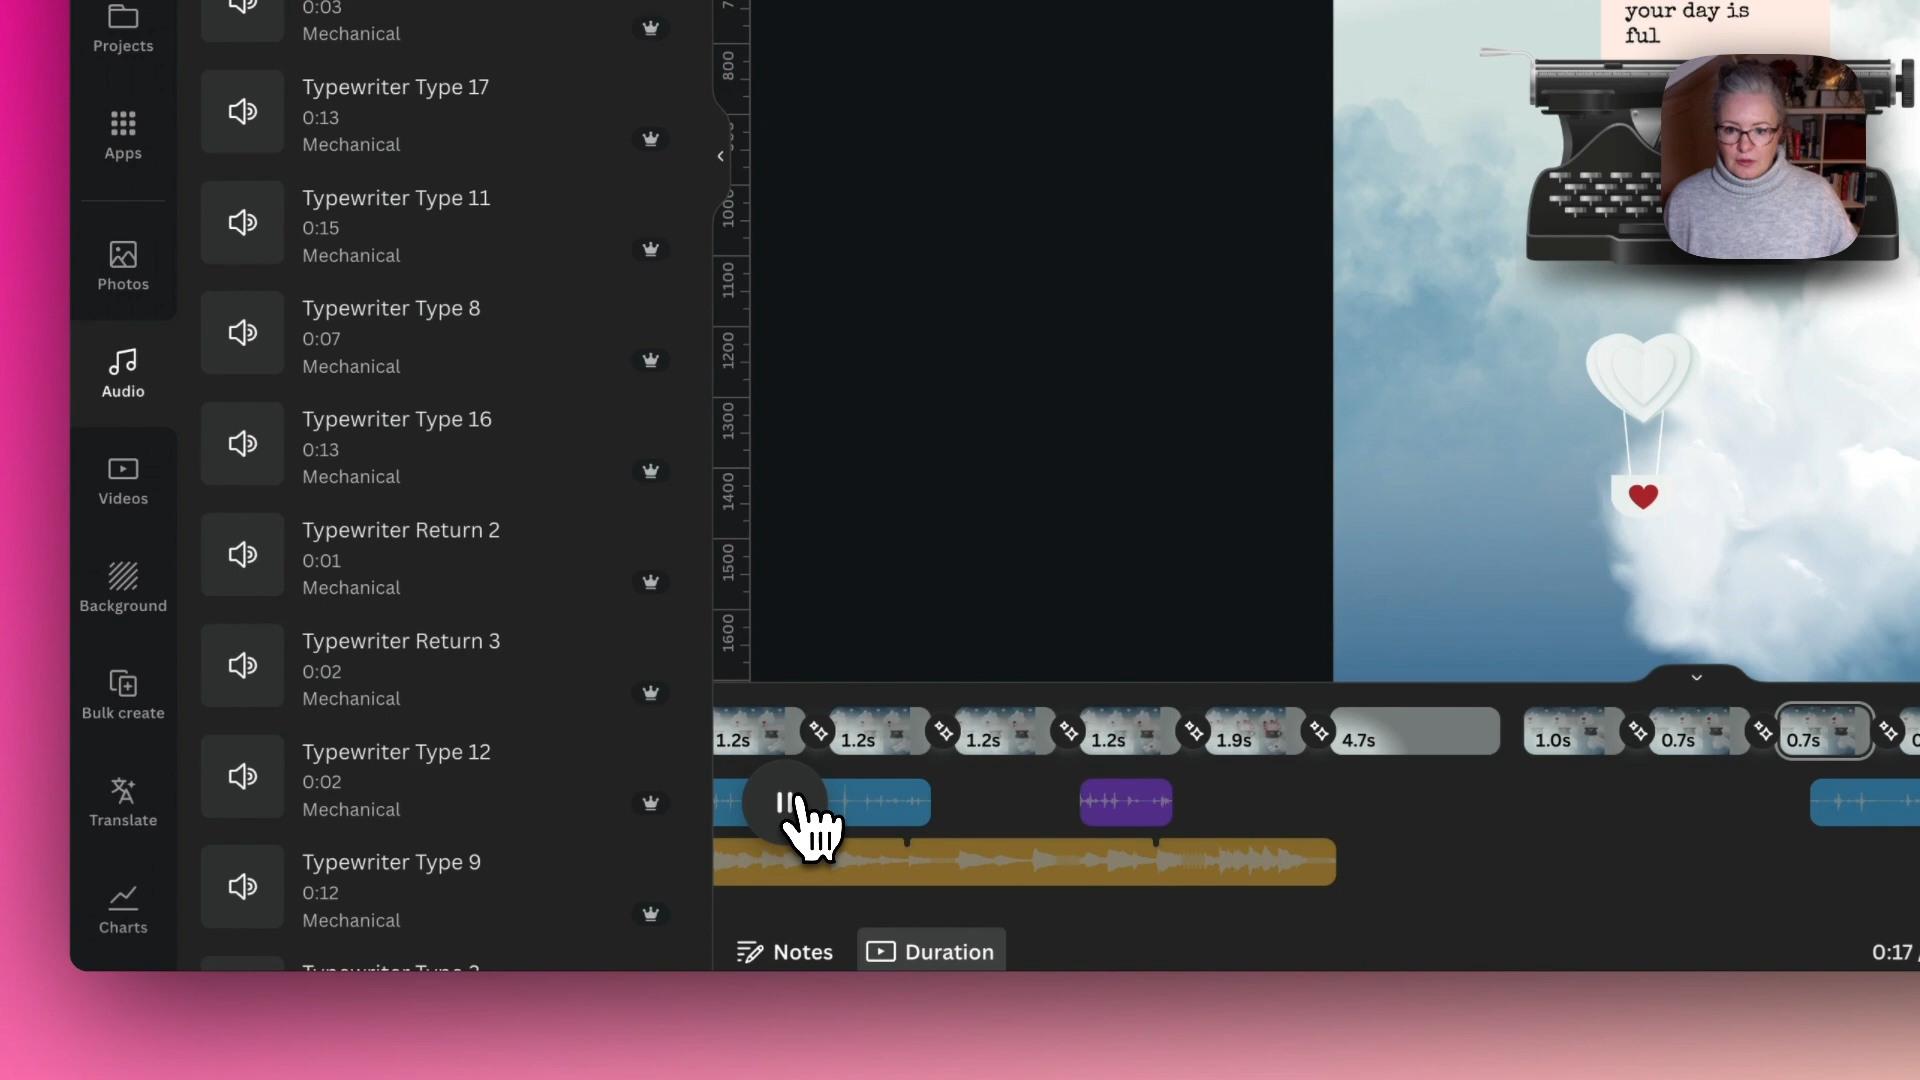 Projects
Apps
Photos
Audio
Videos
Background
Bulk create
Translate
Charts
0:03
Mechanical
Typewriter Type 17
0:13
Mechanical
Typewriter Type 11
0:15
Mechanical
Typewriter Type 8
0:07
Mechanical
Typewriter Type 16
0:13
Mechanical
Typewriter Return 2
0:01
Mechanical
Typewriter Return 3
0:02
Mechanical
Typewriter Type 12
0:02
Mechanical
Typewriter Type 9
0:12
Mechanical
800
1000
1100
1200
1300
1400
1500
1600
your day is
ful
1.2s
1.2s
1.2s
1.2s
1.9s
4.7s
1.0s
0.7s
0.7s
Notes
Duration
0:17 /